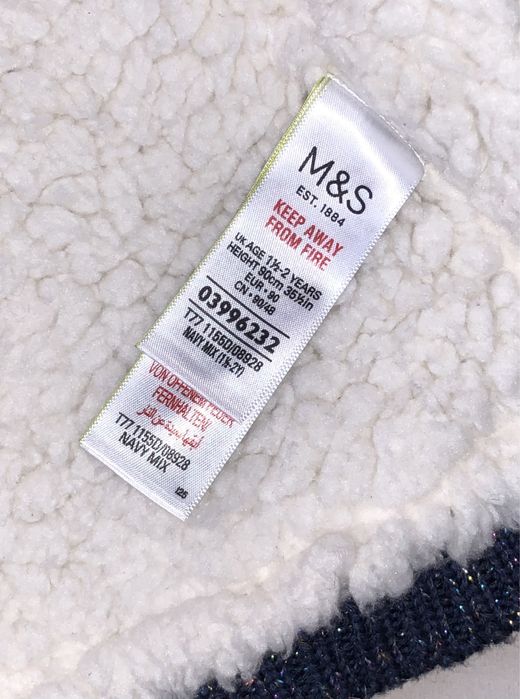 M&S
EST. 1884
KEEP AWAY
FROM FIRE
UK AGE 1½-2 YEARS
HEIGHT 90cm 35½in
EUR • 90
CN • 90/48
03996232
T77 1155D/08928
NAVY MIX (1½-2Y)
VON OFFENEM FEUER
FERNHALTEN!
T77 1155D/08928
NAVY MIX